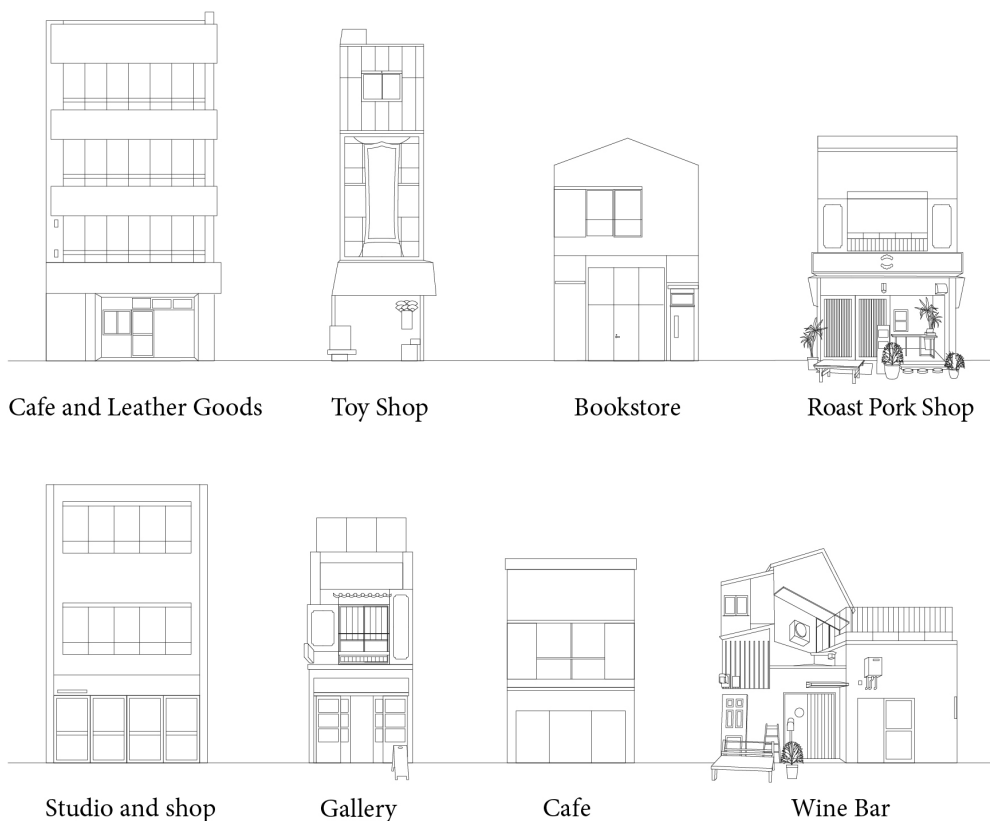 Cafe and Leather Goods
Toy Shop
Bookstore
Roast Pork Shop
Studio and shop
Gallery
Cafe
Wine Bar